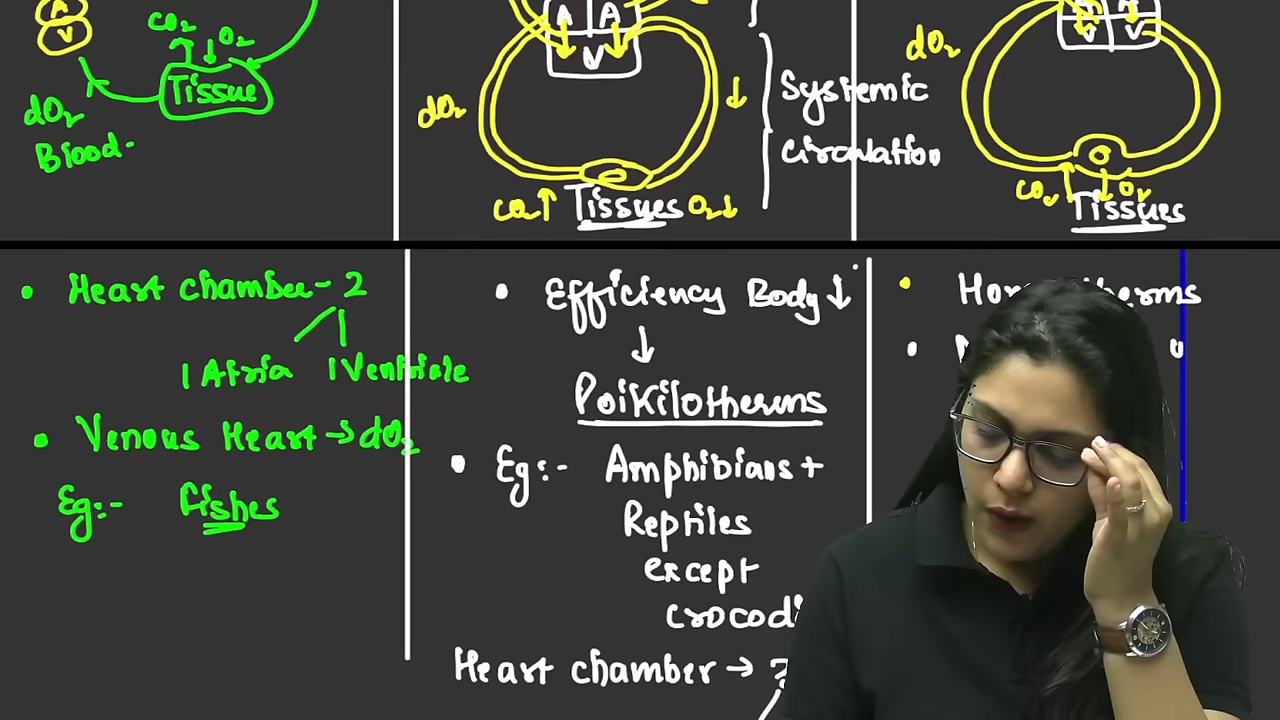 A
V
CO2 O2
Tissue
dO2
Blood.
A A
V
dO2
CO2↑ Tissues O2↓
Systemic
Circulation
dO2
V V
CO2 O2
Tissues
• Heart chamber - 2
1 Atria 1 Ventricle
• Venous Heart → dO2
Eg:- fishes
• Efficiency Body ↓
↓
Poikilotherms
• Eg:- Amphibians +
Reptiles
except
Heart chamber →